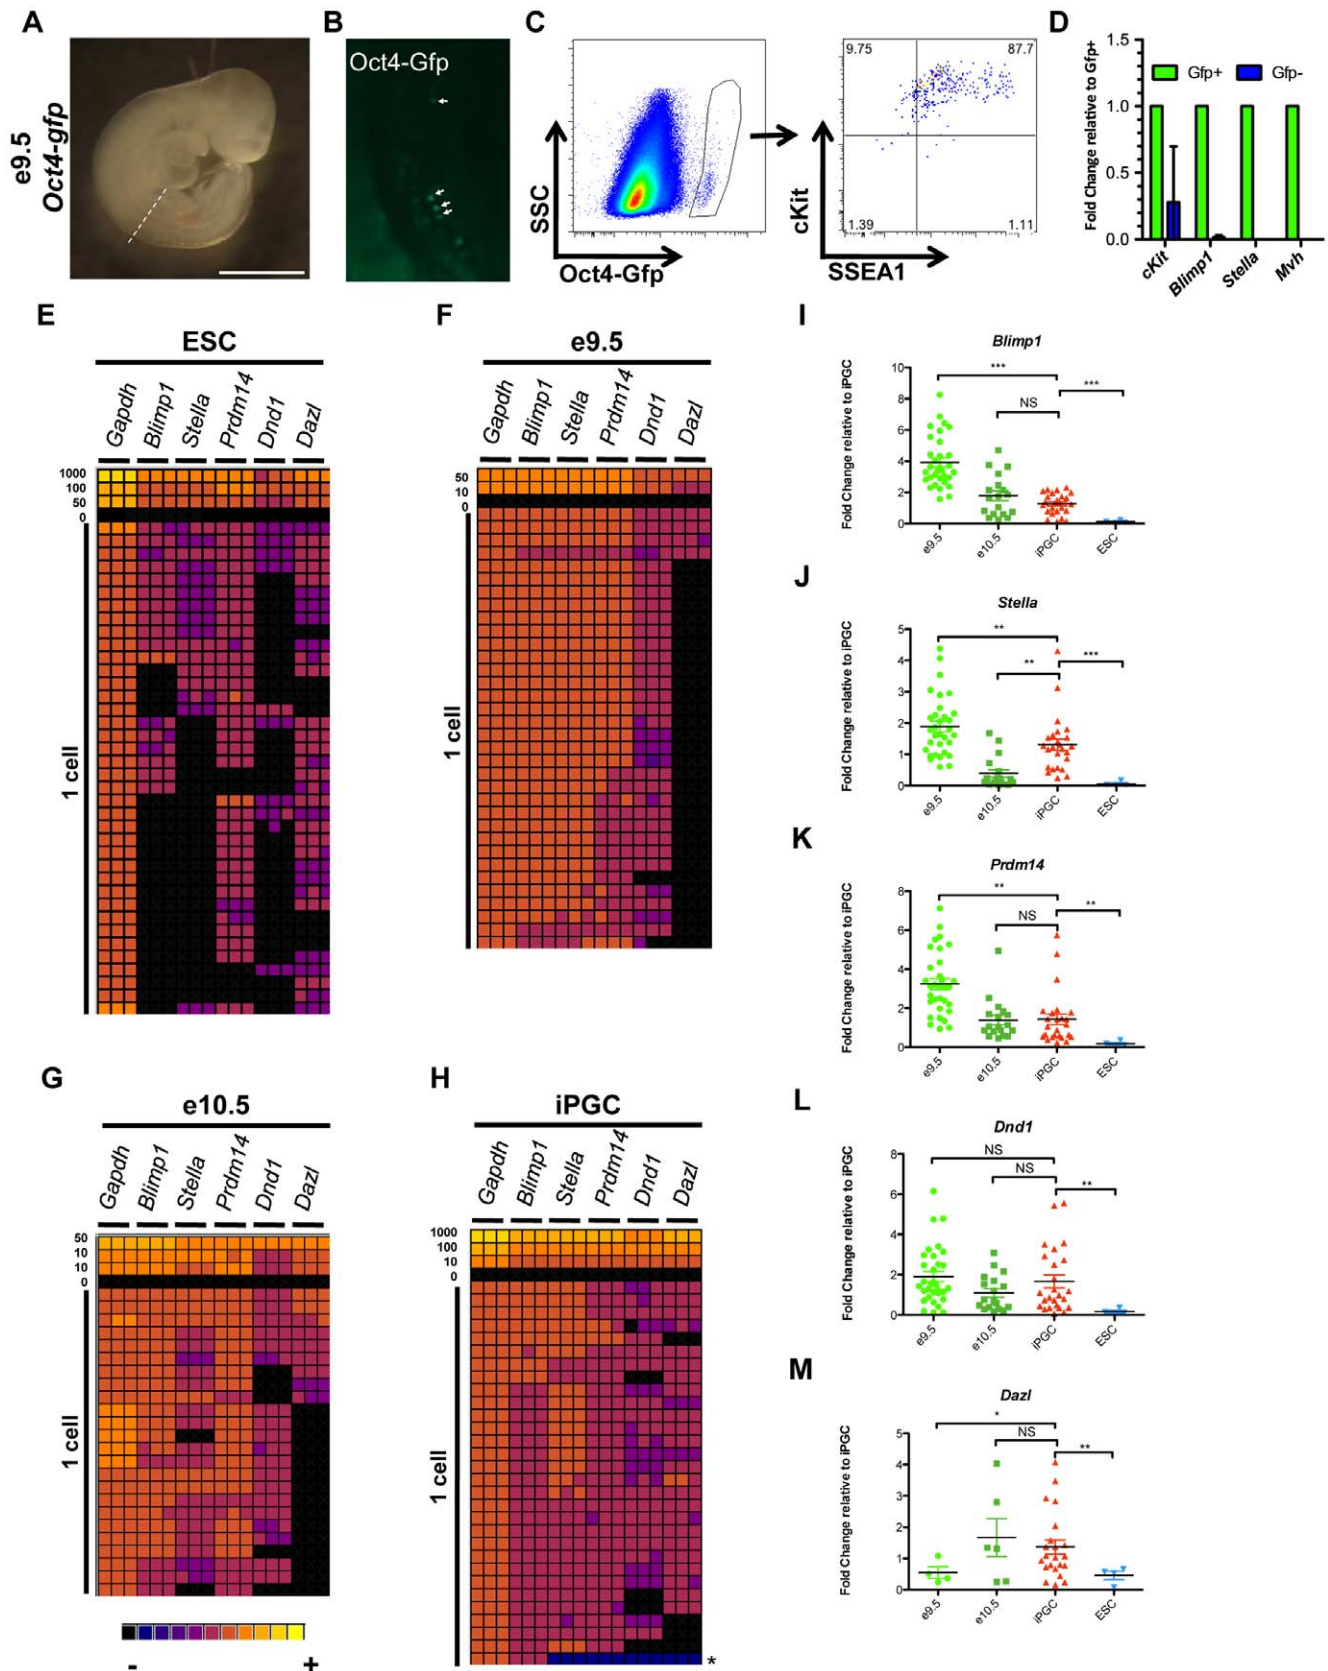 A
B
C
D
e9.5
Oct4-gfp
Oct4-Gfp
SSC
Oct4-Gfp
9.75
87.7
1.39
1.11
cKit
SSEA1
Fold Change relative to Gfp+
1.5
1.0
0.5
0.0
Gfp+
Gfp-
cKit
Blimp1
Stella
Mvh
E
ESC
Gapdh
Blimp1
Stella
Prdm14
Dnd1
Dazl
1000
100
50
0
1 cell
F
e9.5
Gapdh
Blimp1
Stella
Prdm14
Dnd1
Dazl
50
10
0
1 cell
G
e10.5
Gapdh
Blimp1
Stella
Prdm14
Dnd1
Dazl
50
10
10
0
1 cell
- +
H
iPGC
Gapdh
Blimp1
Stella
Prdm14
Dnd1
Dazl
1000
100
10
0
1 cell
*
I
Blimp1
Fold Change relative to iPGC
10
8
6
4
2
0
***
***
NS
e9.5
e10.5
iPGC
ESC
J
Stella
Fold Change relative to iPGC
5
4
3
2
1
0
**
***
**
e9.5
e10.5
iPGC
ESC
K
Prdm14
Fold Change relative to iPGC
8
6
4
2
0
**
**
NS
e9.5
e10.5
iPGC
ESC
L
Dnd1
Fold Change relative to iPGC
8
6
4
2
0
NS
NS
**
e9.5
e10.5
iPGC
ESC
M
Dazl
Fold Change relative to iPGC
5
4
3
2
1
0
*
NS
**
e9.5
e10.5
iPGC
ESC